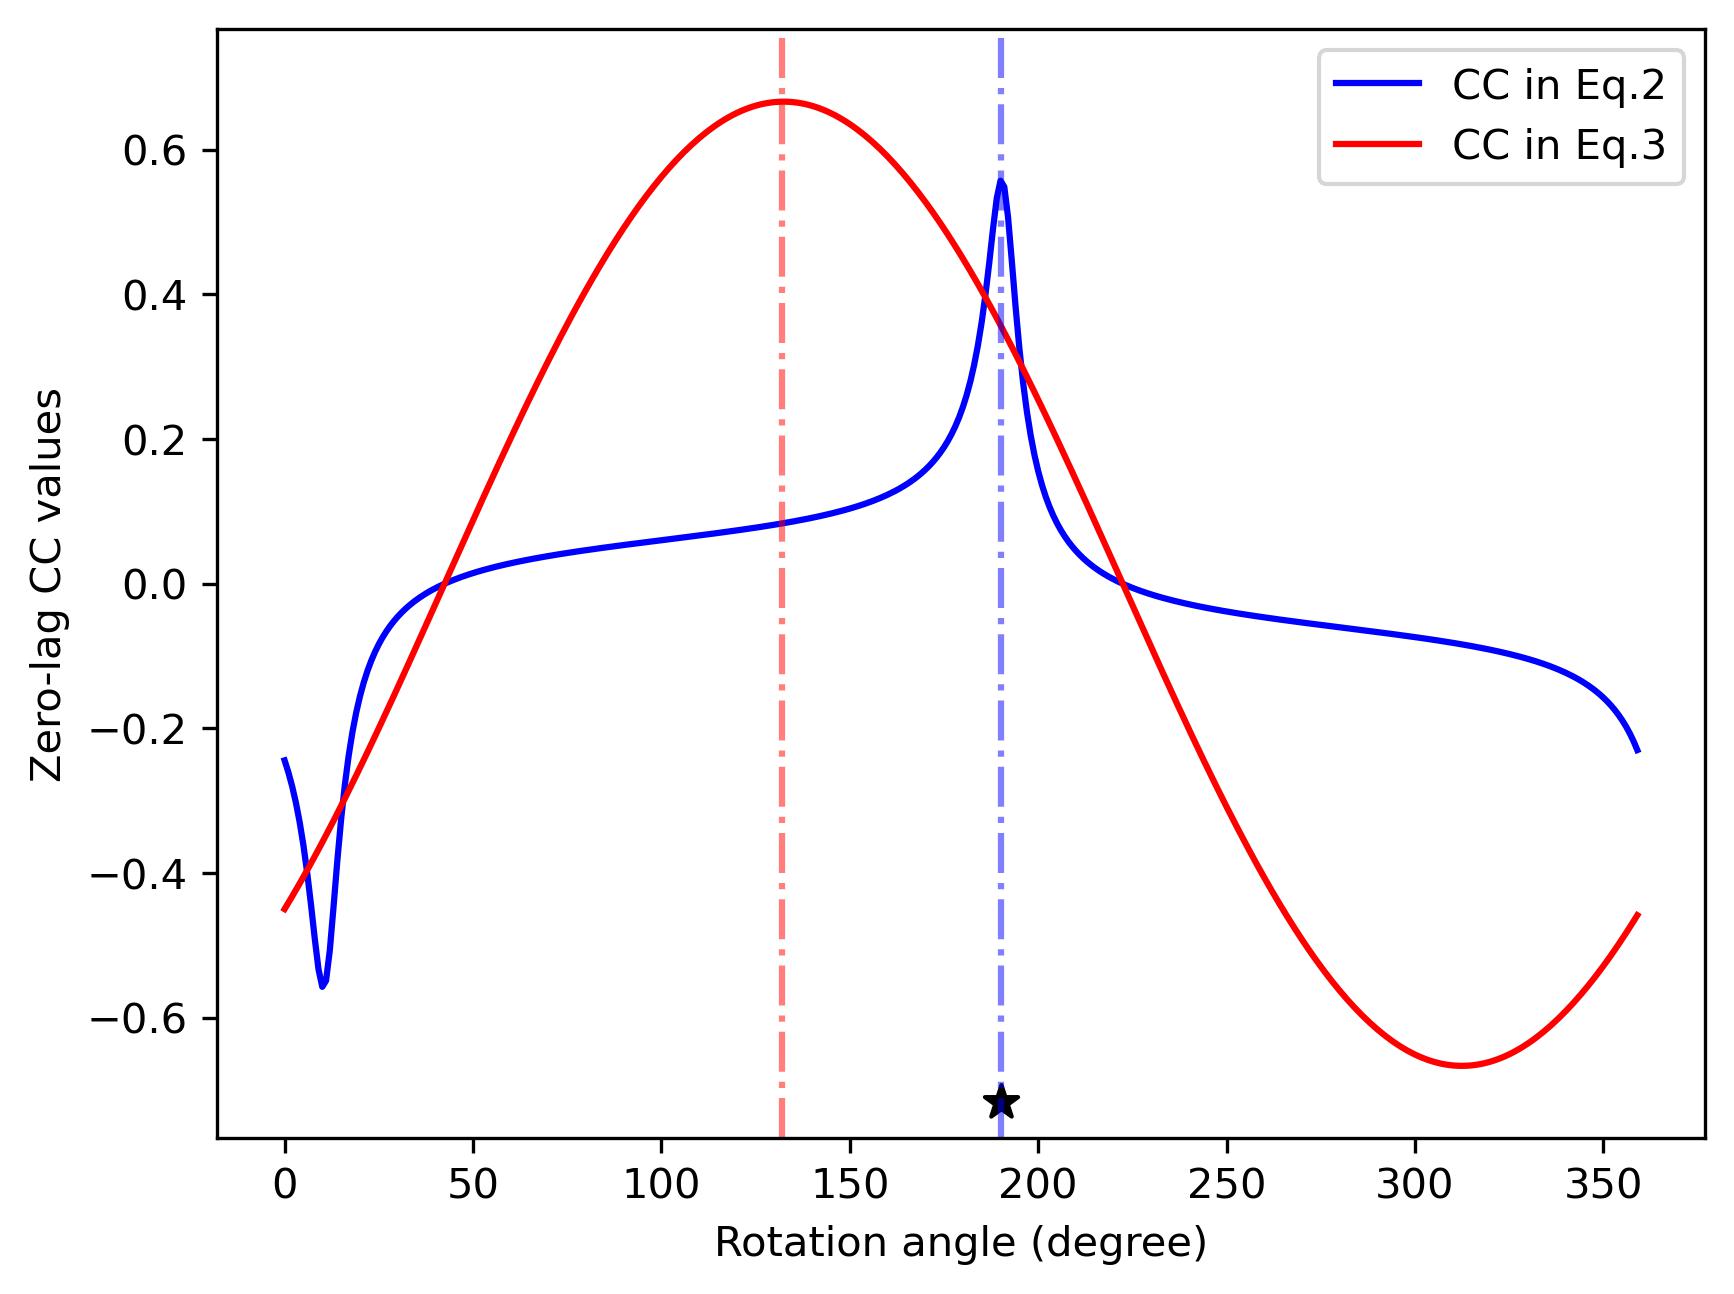 CC in Eq.2
CC in Eq.3
Zero-lag CC values
0.6
0.4
0.2
0.0
−0.2
−0.4
−0.6
0 50 100 150 200 250 300 350
Rotation angle (degree)